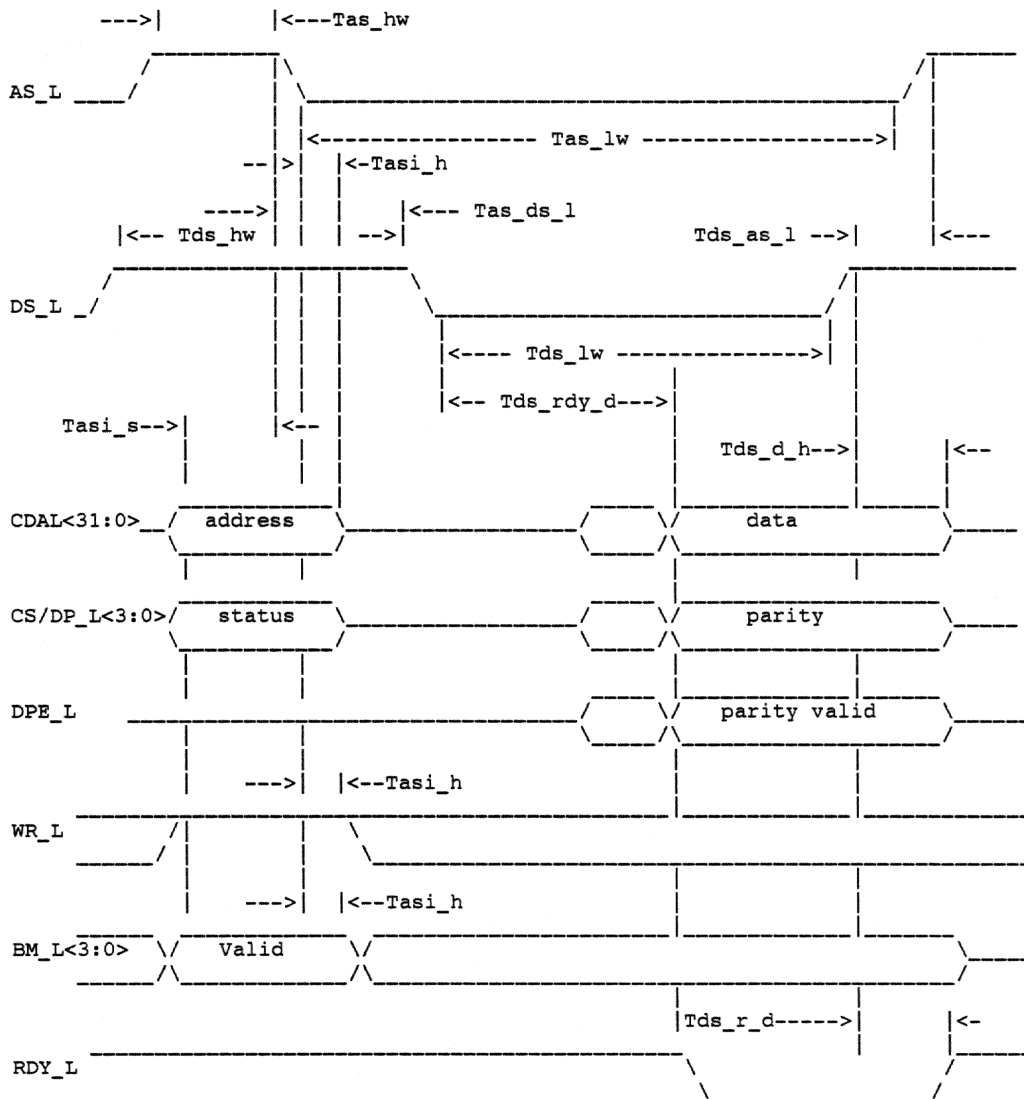 Tas_hw
AS_L
Tas_lw
Tasi_h
Tas_ds_l
Tds_hw
Tds_as_l
DS_L
Tds_lw
Tds_rdy_d
Tasi_s
Tds_d_h
CDAL<31:0> address data
CS/DP_L<3:0> status parity
DPE_L parity valid
Tasi_h
WR_L
Tasi_h
BM_L<3:0> Valid
Tds_r_d
RDY_L